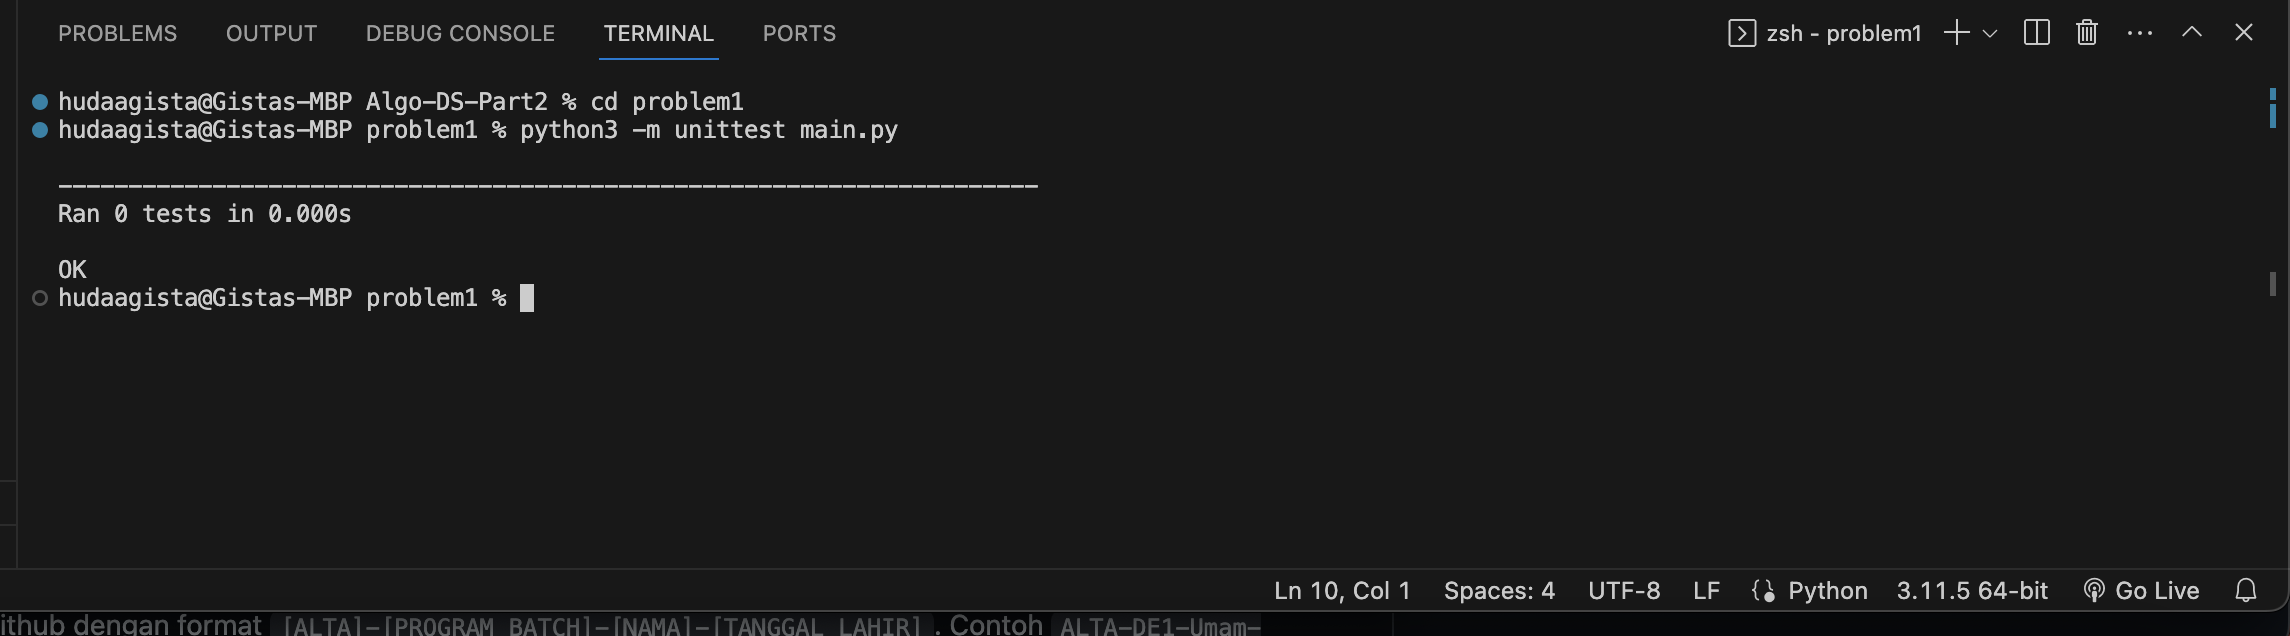 PROBLEMS OUTPUT DEBUG CONSOLE TERMINAL PORTS zsh - problem1
hudaagista@Gistas-MBP Algo-DS-Part2 % cd problem1
hudaagista@Gistas-MBP problem1 % python3 -m unittest main.py
----------------------------------------------------------------------
Ran 0 tests in 0.000s
OK
hudaagista@Gistas-MBP problem1 %
Ln 10, Col 1 Spaces: 4 UTF-8 LF Python 3.11.5 64-bit Go Live
ithub dengan format [ALTA]-[PROGRAM BATCH]-[NAMA]-[TANGGAL LAHIR] . Contoh ALTA-DE1-Umam-